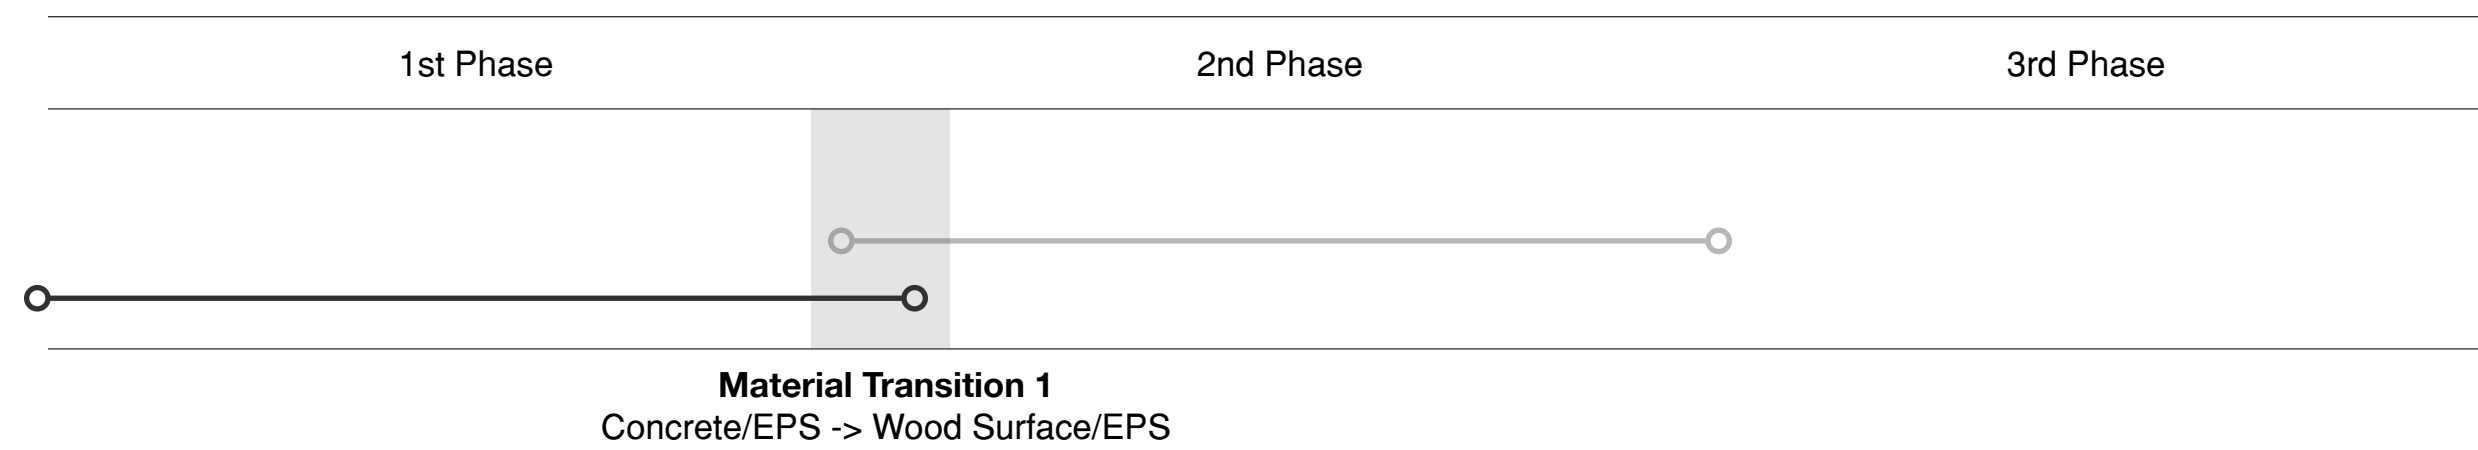 1st Phase
2nd Phase
3rd Phase
Material Transition 1
Concrete/EPS -> Wood Surface/EPS